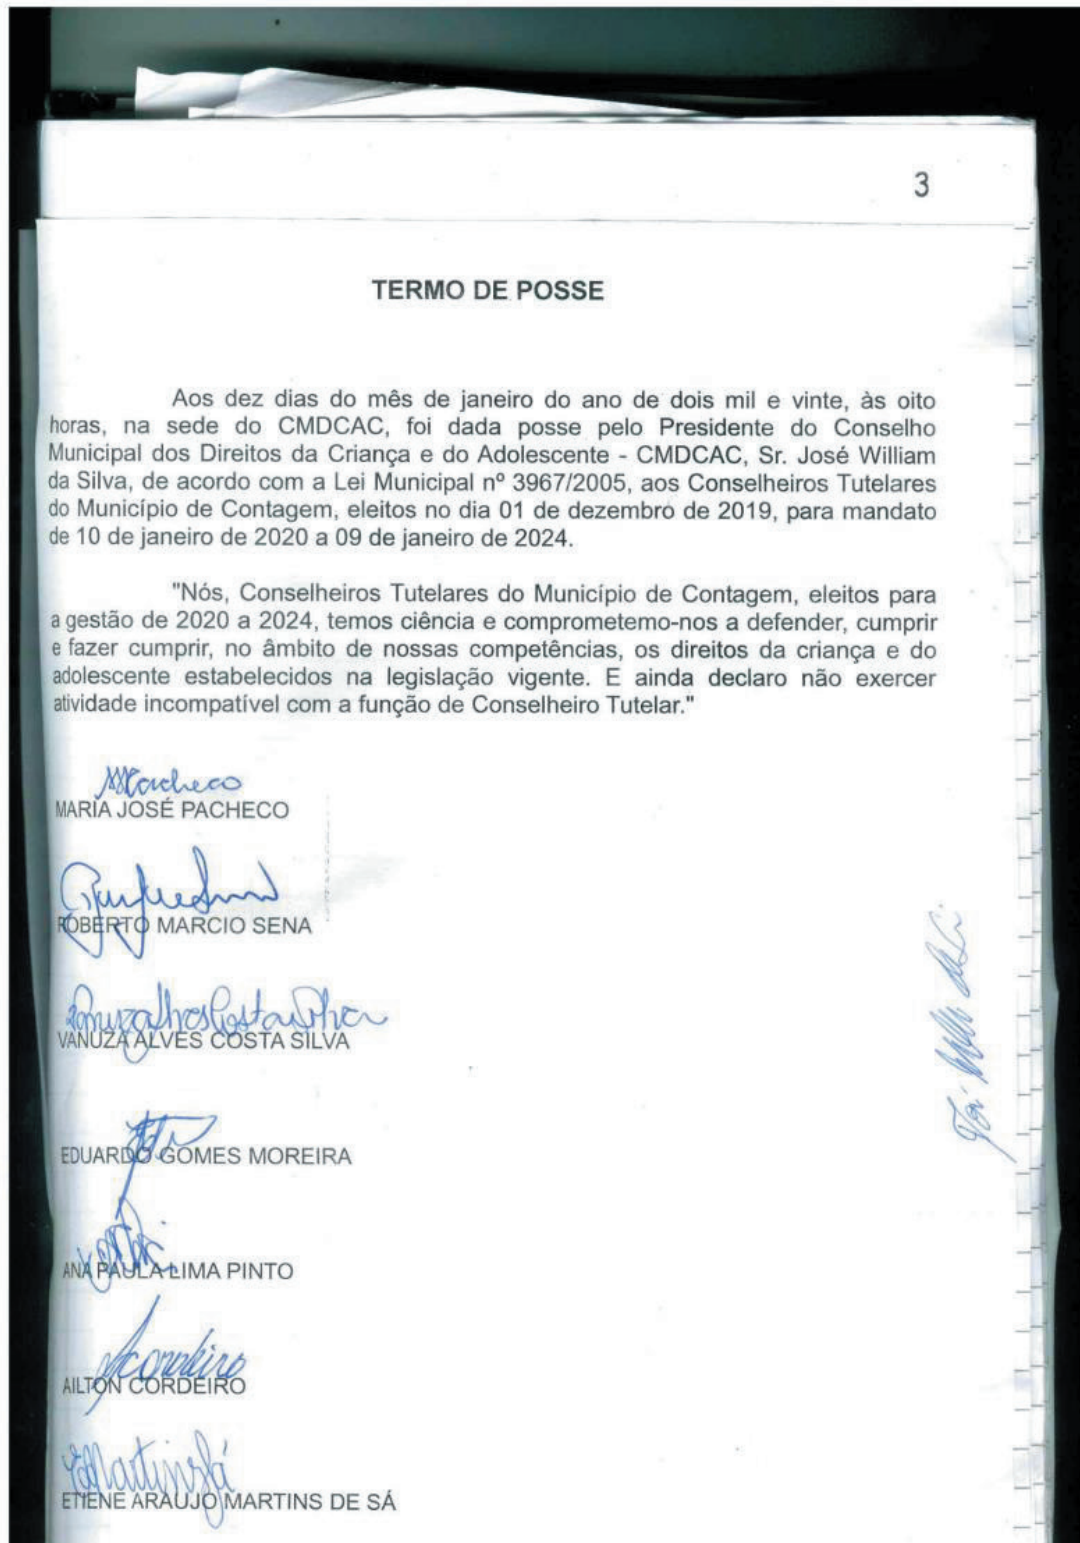 3
TERMO DE POSSE
Aos dez dias do mês de janeiro do ano de dois mil e vinte, às oito
horas, na sede do CMDCAC, foi dada posse pelo Presidente do Conselho
Municipal dos Direitos da Criança e do Adolescente - CMDCAC, Sr. José William
da Silva, de acordo com a Lei Municipal nº 3967/2005, aos Conselheiros Tutelares
do Município de Contagem, eleitos no dia 01 de dezembro de 2019, para mandato
de 10 de janeiro de 2020 a 09 de janeiro de 2024.
"Nós, Conselheiros Tutelares do Município de Contagem, eleitos para
a gestão de 2020 a 2024, temos ciência e comprometemo-nos a defender, cumprir
e fazer cumprir, no âmbito de nossas competências, os direitos da criança e do
adolescente estabelecidos na legislação vigente. E ainda declaro não exercer
atividade incompatível com a função de Conselheiro Tutelar."
MARIA JOSÉ PACHECO
ROBERTO MARCIO SENA
VANUZA ALVES COSTA SILVA
EDUARDO GOMES MOREIRA
ANA PAULA LIMA PINTO
AILTON CORDEIRO
ETIENE ARAUJO MARTINS DE SÁ